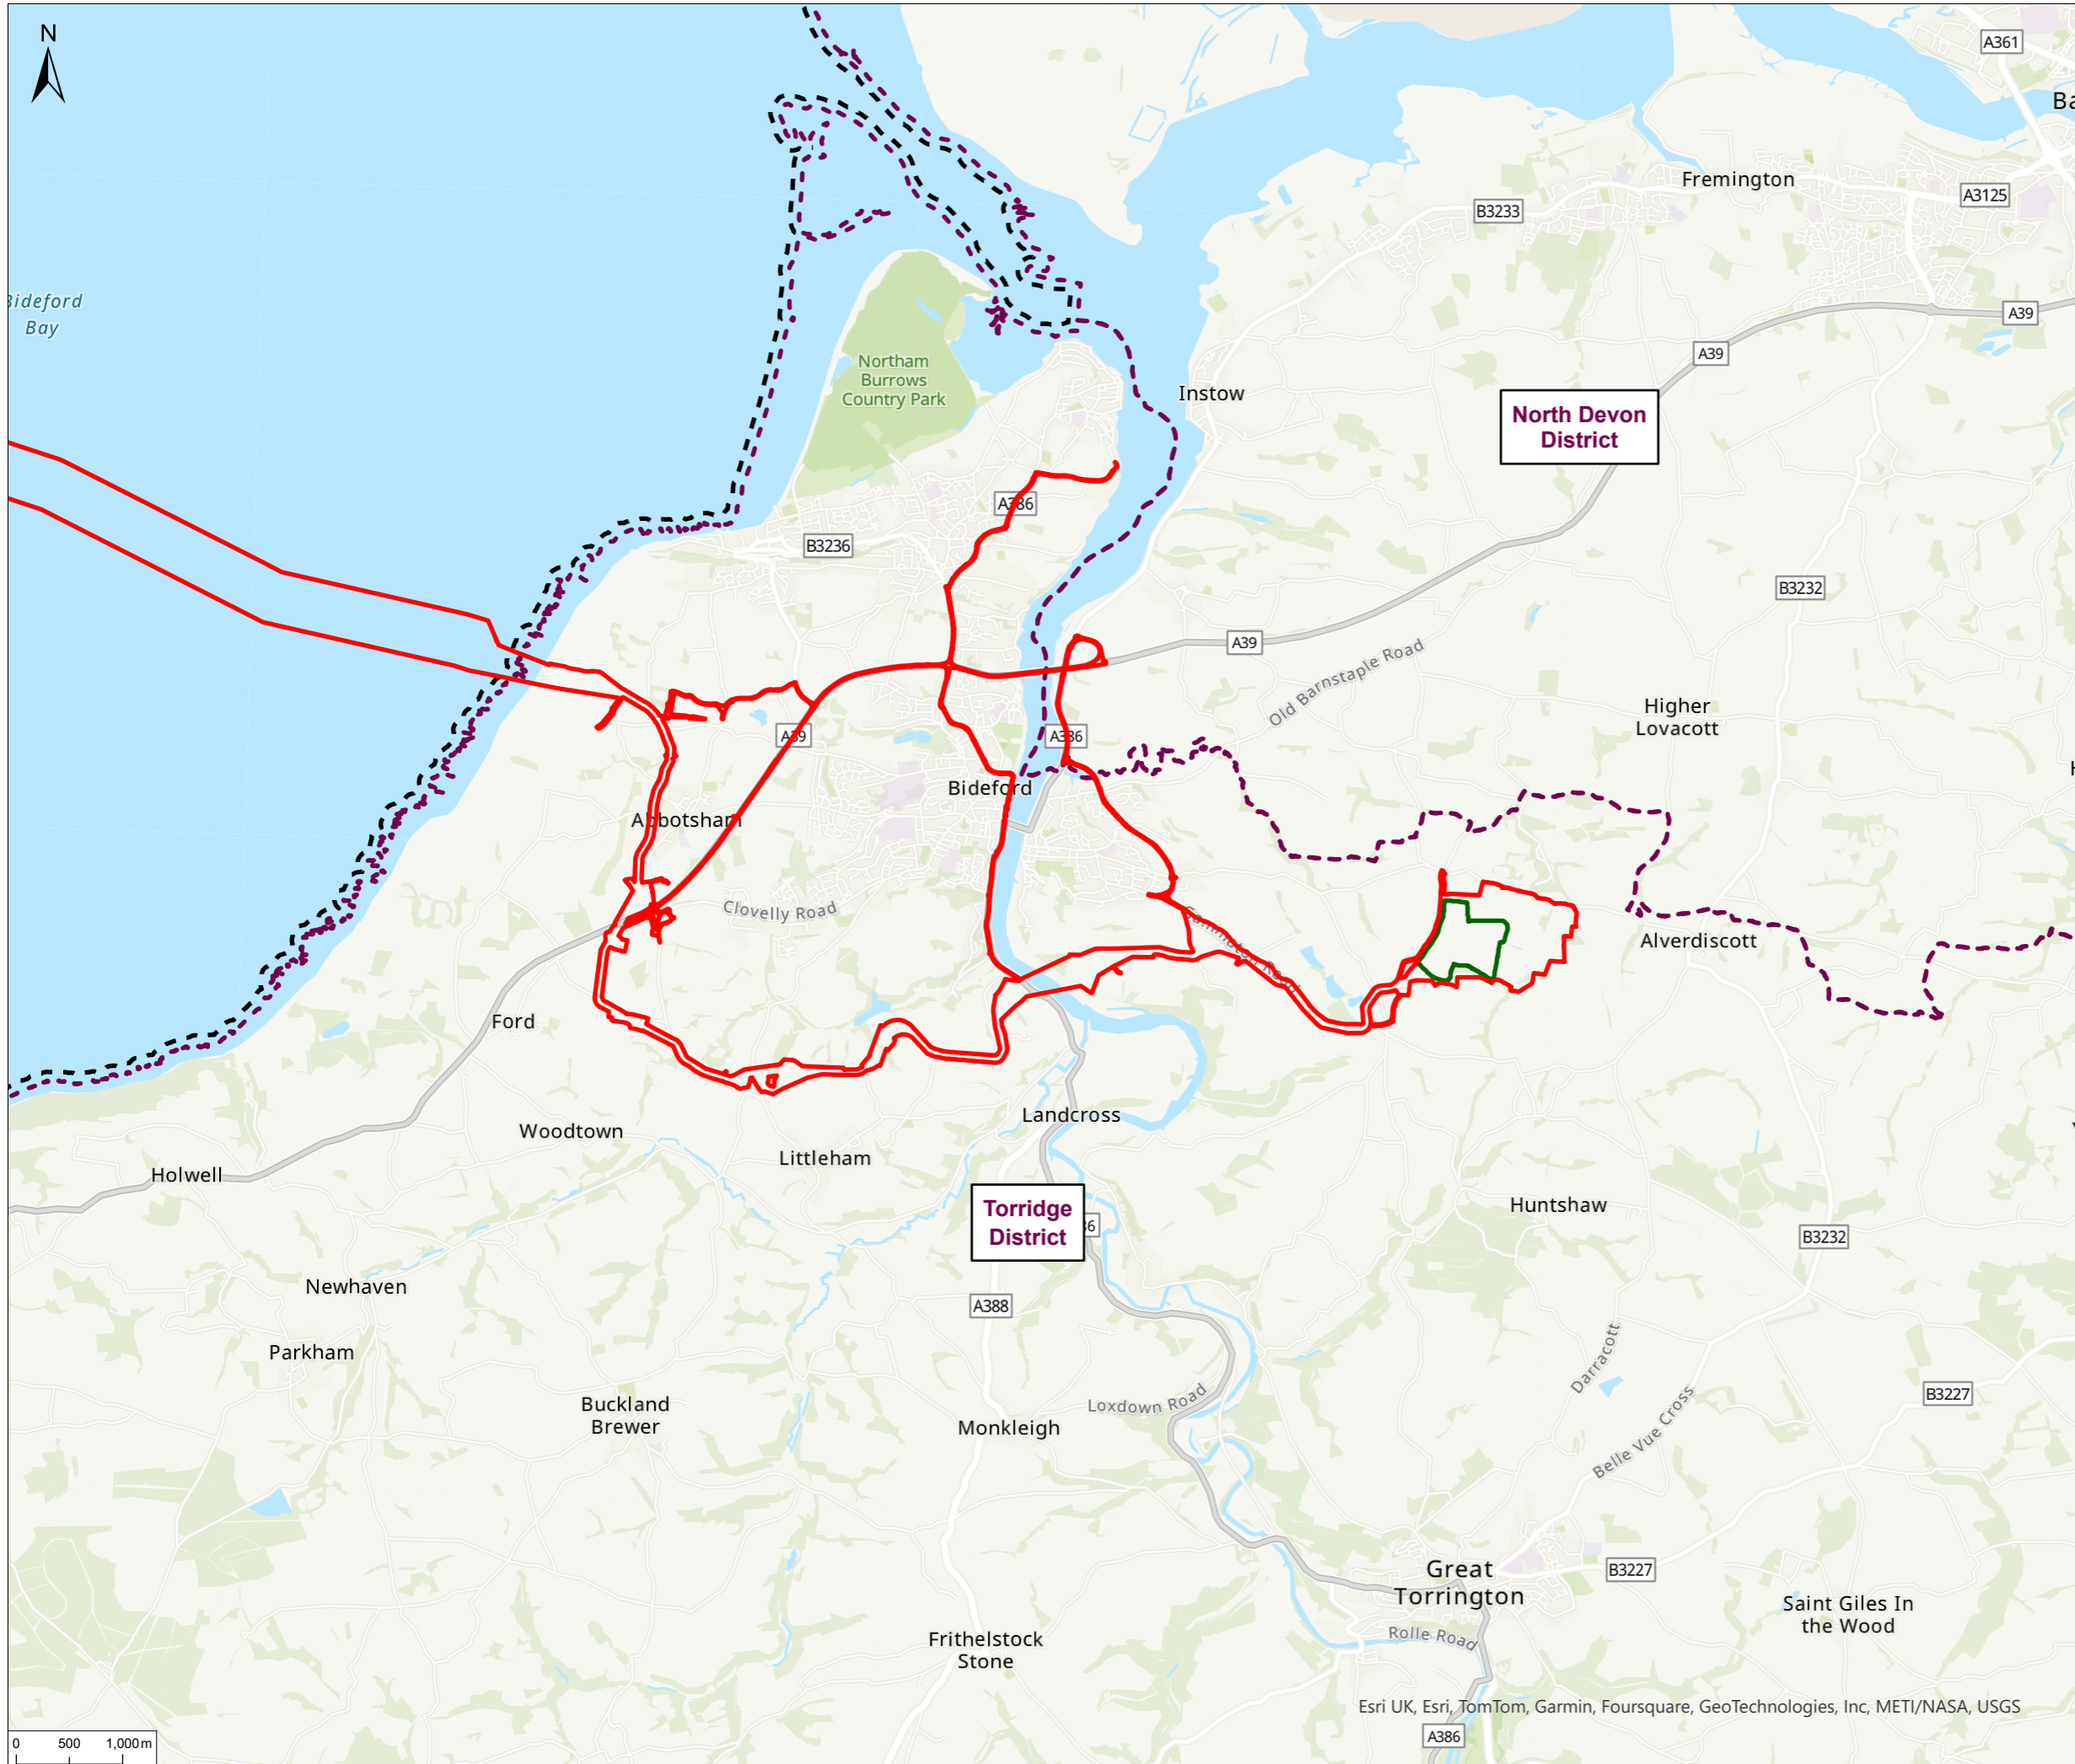 N
A361
Fremington
A3125
B3233
Bideford
Bay
A39
A39
Northam
Burrows
Country Park
Instow
North Devon
District
A386
B3236
B3232
A39
Old Barnstaple Road
Higher
Lovacott
A39
A386
Bideford
Abbotsham
Clovelly Road
Gammaton Road
Alverdiscott
Ford
Landcross
Woodtown
Littleham
Holwell
Torridge
District
Huntshaw
B3232
Newhaven
A388
Parkham
Darracott
B3227
Buckland
Brewer
Loxdown Road
Monkleigh
Belle Vue Cross
Great
Torrington
B3227
Saint Giles In
the Wood
Frithelstock
Stone
Rolle Road
Esri UK, Esri, TomTom, Garmin, Foursquare, GeoTechnologies, Inc, METI/NASA, USGS
A386
0 500 1,000 m